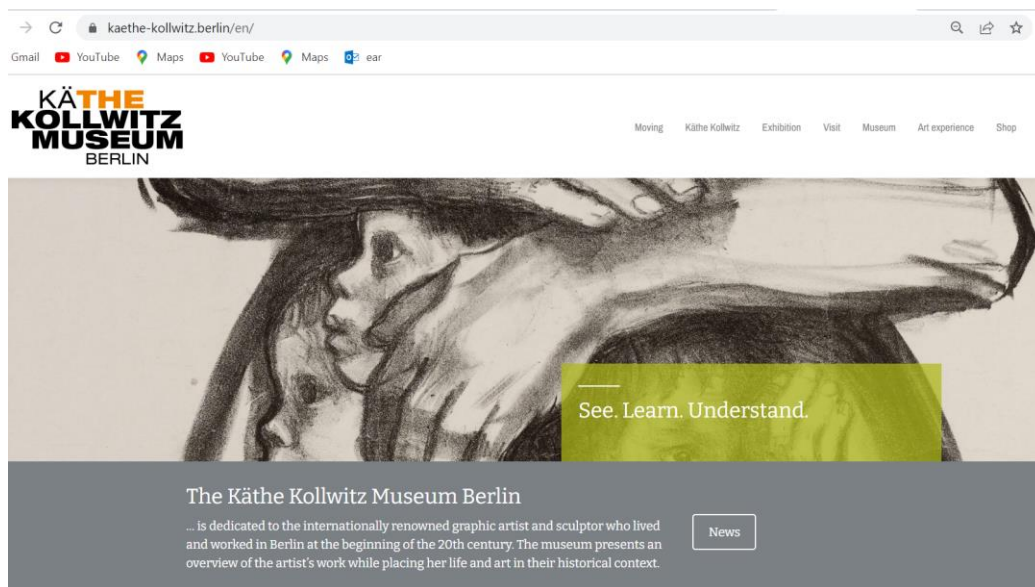 kaethe-kollwitz.berlin/en/
Gmail YouTube Maps YouTube Maps ear
KÄTHE
KOLLWITZ
MUSEUM
BERLIN
Moving Käthe Kollwitz Exhibition Visit Museum Art experience Shop
See. Learn. Understand.
The Käthe Kollwitz Museum Berlin
... is dedicated to the internationally renowned graphic artist and sculptor who lived
and worked in Berlin at the beginning of the 20th century. The museum presents an
overview of the artist's work while placing her life and art in their historical context.
News